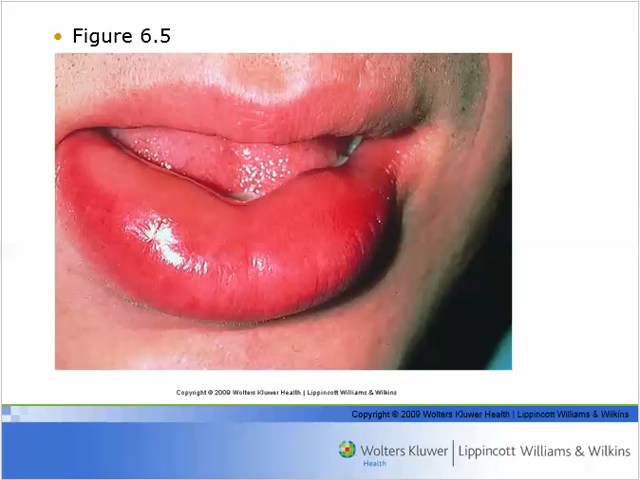 • Figure 6.5
Copyright © 2009 Wolters Kluwer Health | Lippincott Williams & Wilkins
Copyright © 2009 Wolters Kluwer Health | Lippincott Williams & Wilkins
Wolters Kluwer | Lippincott Williams & Wilkins
Health